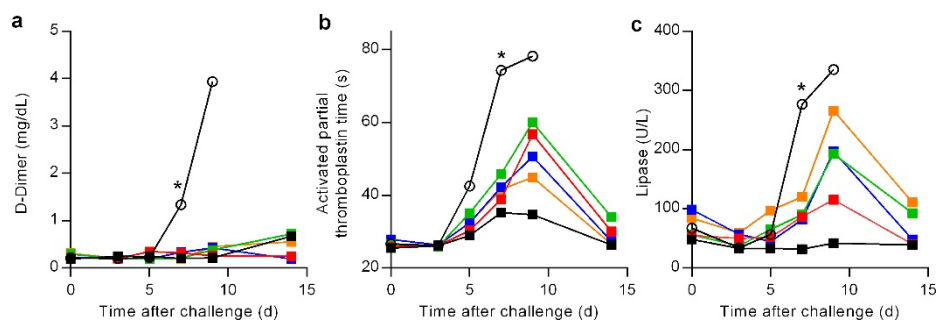 a
D-Dimer (mg/dL)
5
4
3
2
1
0
*
0 5 10 15
Time after challenge (d)
b
Activated partial
thromboplastin time (s)
80
60
40
20
*
0 5 10 15
Time after challenge (d)
c
Lipase (U/L)
400
300
200
100
0
*
0 5 10 15
Time after challenge (d)